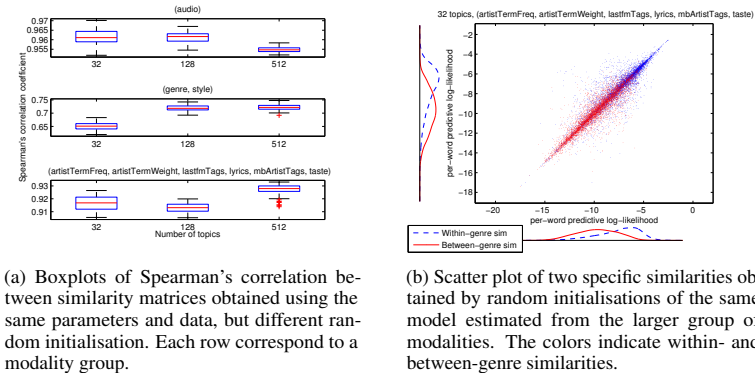 (audio)
0.97
0.965
0.96
0.955
32
128
512
(genre, style)
0.75
0.7
0.65
32
128
512
Spearman's correlation coefficient
(artistTermFreq, artistTermWeight, lastfmTags, lyrics, mbArtistTags, taste)
0.93
0.92
0.91
32
128
512
Number of topics
(a) Boxplots of Spearman's correlation be-
tween similarity matrices obtained using the
same parameters and data, but different ran-
dom initialisation. Each row correspond to a
modality group.
32 topics, (artistTermFreq, artistTermWeight, lastfmTags, lyrics, mbArtistTags, taste)
−2
−4
−6
−8
−10
−12
−14
−16
−18
per−word predictive log−likelihood
−20
−15
−10
−5
0
per−word predictive log−likelihood
Within−genre sim
Between−genre sim
(b) Scatter plot of two specific similarities ob-
tained by random initialisations of the same
model estimated from the larger group of
modalities. The colors indicate within- and
between-genre similarities.